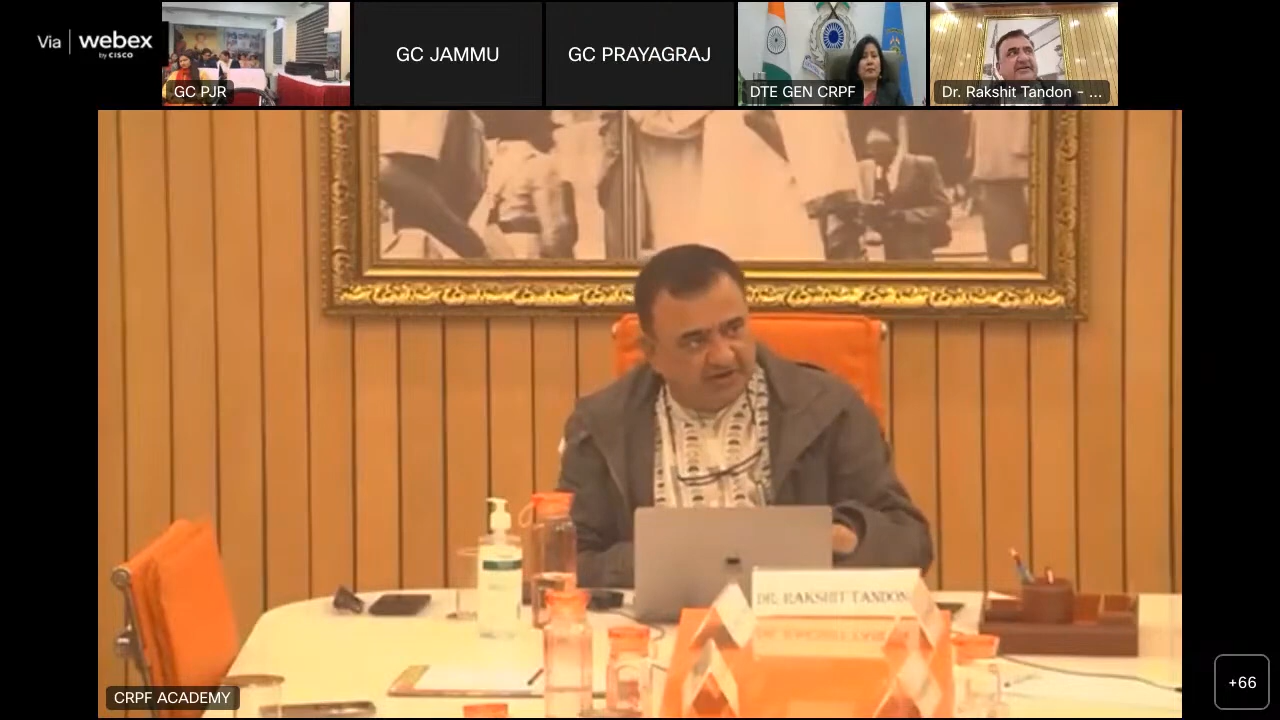 Via webex
by CISCO
GC PJR
GC JAMMU
GC PRAYAGRAJ
DTE GEN CRPF
Dr. Rakshit Tandon - ...
DR. RAKSHIT TANDON
CRPF ACADEMY
+66